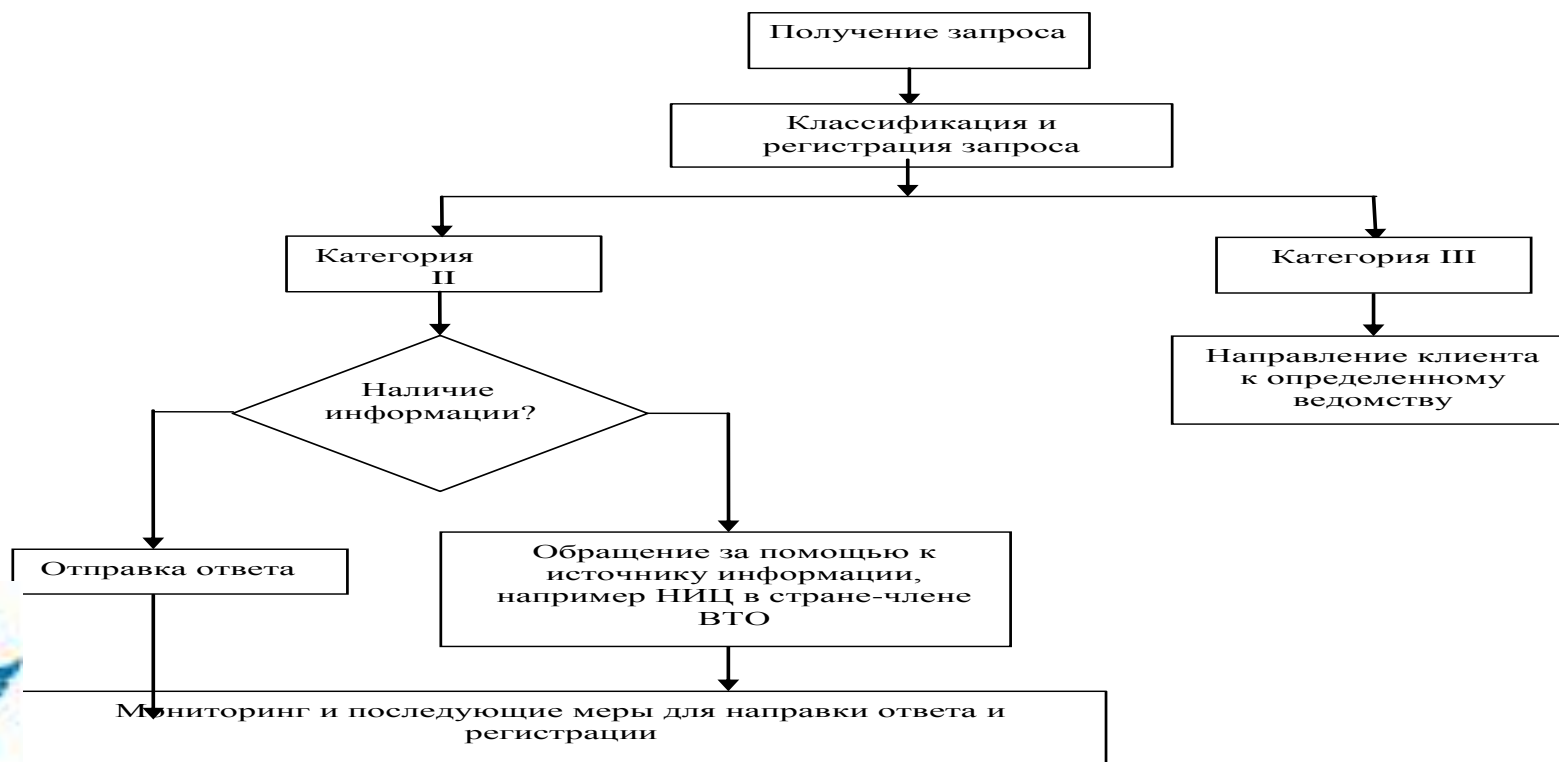 Получение запроса
Классификация и
регистрация запроса
Категория
II
Категория III
Наличие
информации?
Направление клиента
к определенному
ведомству
Отправка ответа
Обращение за помощью к
источнику информации,
например НИЦ в стране-члене
ВТО
Мониторинг и последующие меры для направки ответа и
регистрации